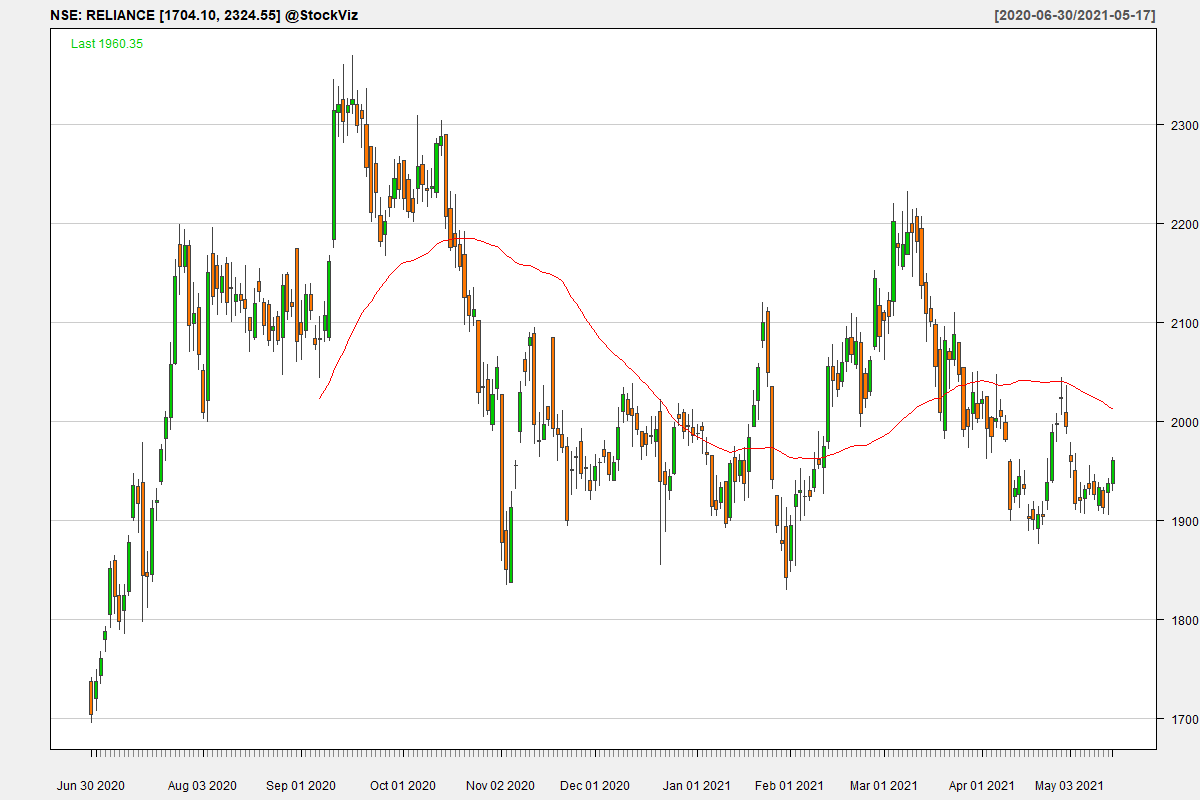 NSE: RELIANCE [1704.10, 2324.55] @StockViz [2020-06-30/2021-05-17]
Last 1960.35
2300
2200
2100
2000
1900
1800
1700
Jun 30 2020 Aug 03 2020 Sep 01 2020 Oct 01 2020 Nov 02 2020 Dec 01 2020 Jan 01 2021 Feb 01 2021 Mar 01 2021 Apr 01 2021 May 03 2021